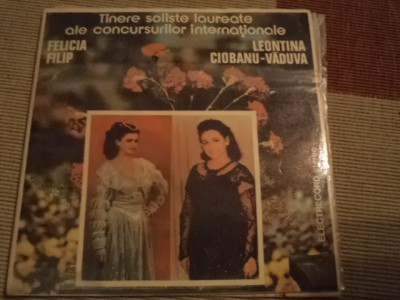 Tinere soliste laureate
ale concursurilor internaționale
FELICIA
FILIP
LEONTINA
CIOBANU-VĂDUVA
ELECTRECORD